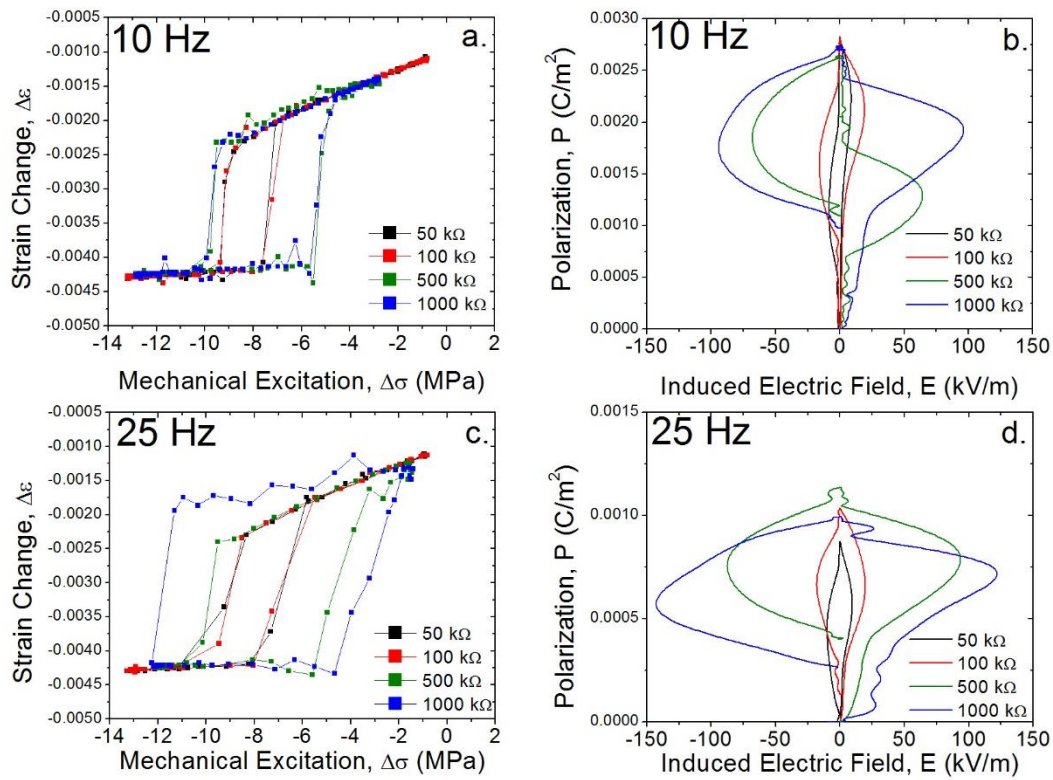 10 Hz
a.
-0.0005
-0.0010
-0.0015
-0.0020
-0.0025
-0.0030
-0.0035
-0.0040
-0.0045
-0.0050
Strain Change, Δε
50 kΩ
100 kΩ
500 kΩ
1000 kΩ
-14 -12 -10 -8 -6 -4 -2 0 2
Mechanical Excitation, Δσ (MPa)
10 Hz
b.
0.0030
0.0025
0.0020
0.0015
0.0010
0.0005
0.0000
Polarization, P (C/m²)
50 kΩ
100 kΩ
500 kΩ
1000 kΩ
-150 -100 -50 0 50 100 150
Induced Electric Field, E (kV/m)
25 Hz
c.
-0.0005
-0.0010
-0.0015
-0.0020
-0.0025
-0.0030
-0.0035
-0.0040
-0.0045
-0.0050
Strain Change, Δε
50 kΩ
100 kΩ
500 kΩ
1000 kΩ
-14 -12 -10 -8 -6 -4 -2 0 2
Mechanical Excitation, Δσ (MPa)
25 Hz
d.
0.0015
0.0010
0.0005
0.0000
Polarization, P (C/m²)
50 kΩ
100 kΩ
500 kΩ
1000 kΩ
-150 -100 -50 0 50 100 150
Induced Electric Field, E (kV/m)